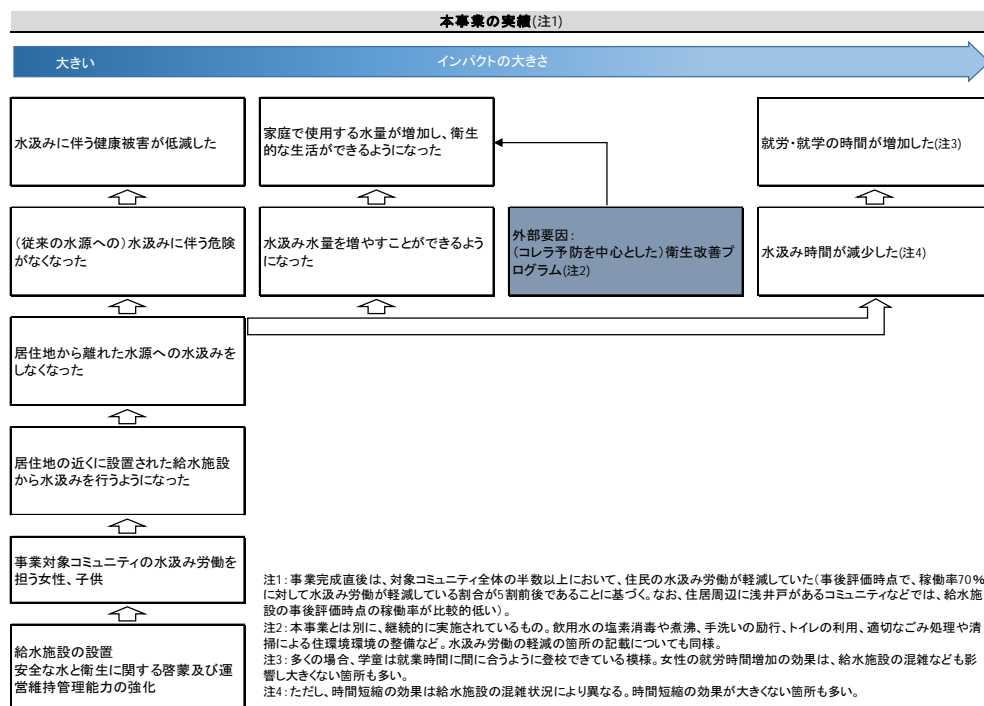 本事業の実績(注1)
大きい
インパクトの大きさ
水汲みに伴う健康被害が低減した
家庭で使用する水量が増加し、衛生
的な生活ができるようになった
就労・就学の時間が増加した(注3)
(従来の水源への)水汲みに伴う危険
がなくなった
水汲み水量を増やすことができるよう
になった
外部要因:
(コレラ予防を中心とした)衛生改善プ
ログラム(注2)
水汲み時間が減少した(注4)
居住地から離れた水源への水汲みを
しなくなった
居住地の近くに設置された給水施設
から水汲みを行うようになった
事業対象コミュニティの水汲み労働を
担う女性、子供
給水施設の設置
安全な水と衛生に関する啓蒙及び運
営維持管理能力の強化
注1:事業完成直後は、対象コミュニティ全体の半数以上において、住民の水汲み労働が軽減していた(事後評価時点で、稼働率70%
に対して水汲み労働が軽減している割合が5割前後であることに基づく。なお、住居周辺に浅井戸があるコミュニティなどでは、給水施
設の事後評価時点の稼働率が比較的低い)。
注2:本事業とは別に、継続的に実施されているもの。飲用水の塩素消毒や煮沸、手洗いの励行、トイレの利用、適切なごみ処理や清
掃による住環境環境の整備など。水汲み労働の軽減の箇所の記載についても同様。
注3:多くの場合、学童は就業時間に間に合うように登校できている模様。女性の就労時間増加の効果は、給水施設の混雑なども影
響し大きくない箇所も多い。
注4:ただし、時間短縮の効果は給水施設の混雑状況により異なる。時間短縮の効果が大きくない箇所も多い。